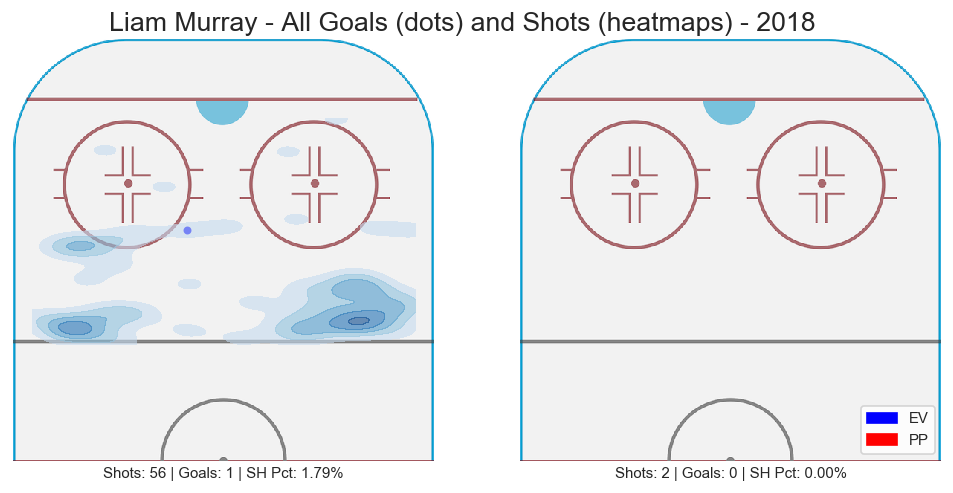 Liam Murray - All Goals (dots) and Shots (heatmaps) - 2018
EV
PP
Shots: 56 | Goals: 1 | SH Pct: 1.79%
Shots: 2 | Goals: 0 | SH Pct: 0.00%